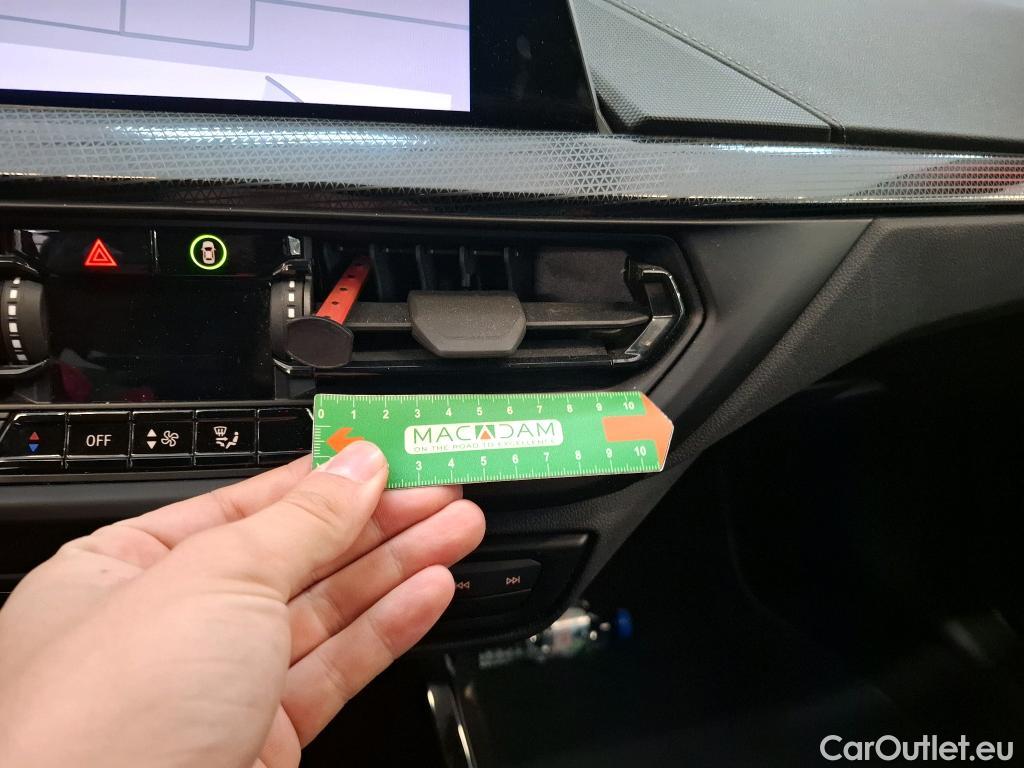 OFF
0 1 2 3 4 5 6 7 8 9 10
MACADAM
ON THE ROAD TO EXCELLENCE
3 4 5 6 7 8 9 10
CarOutlet.eu